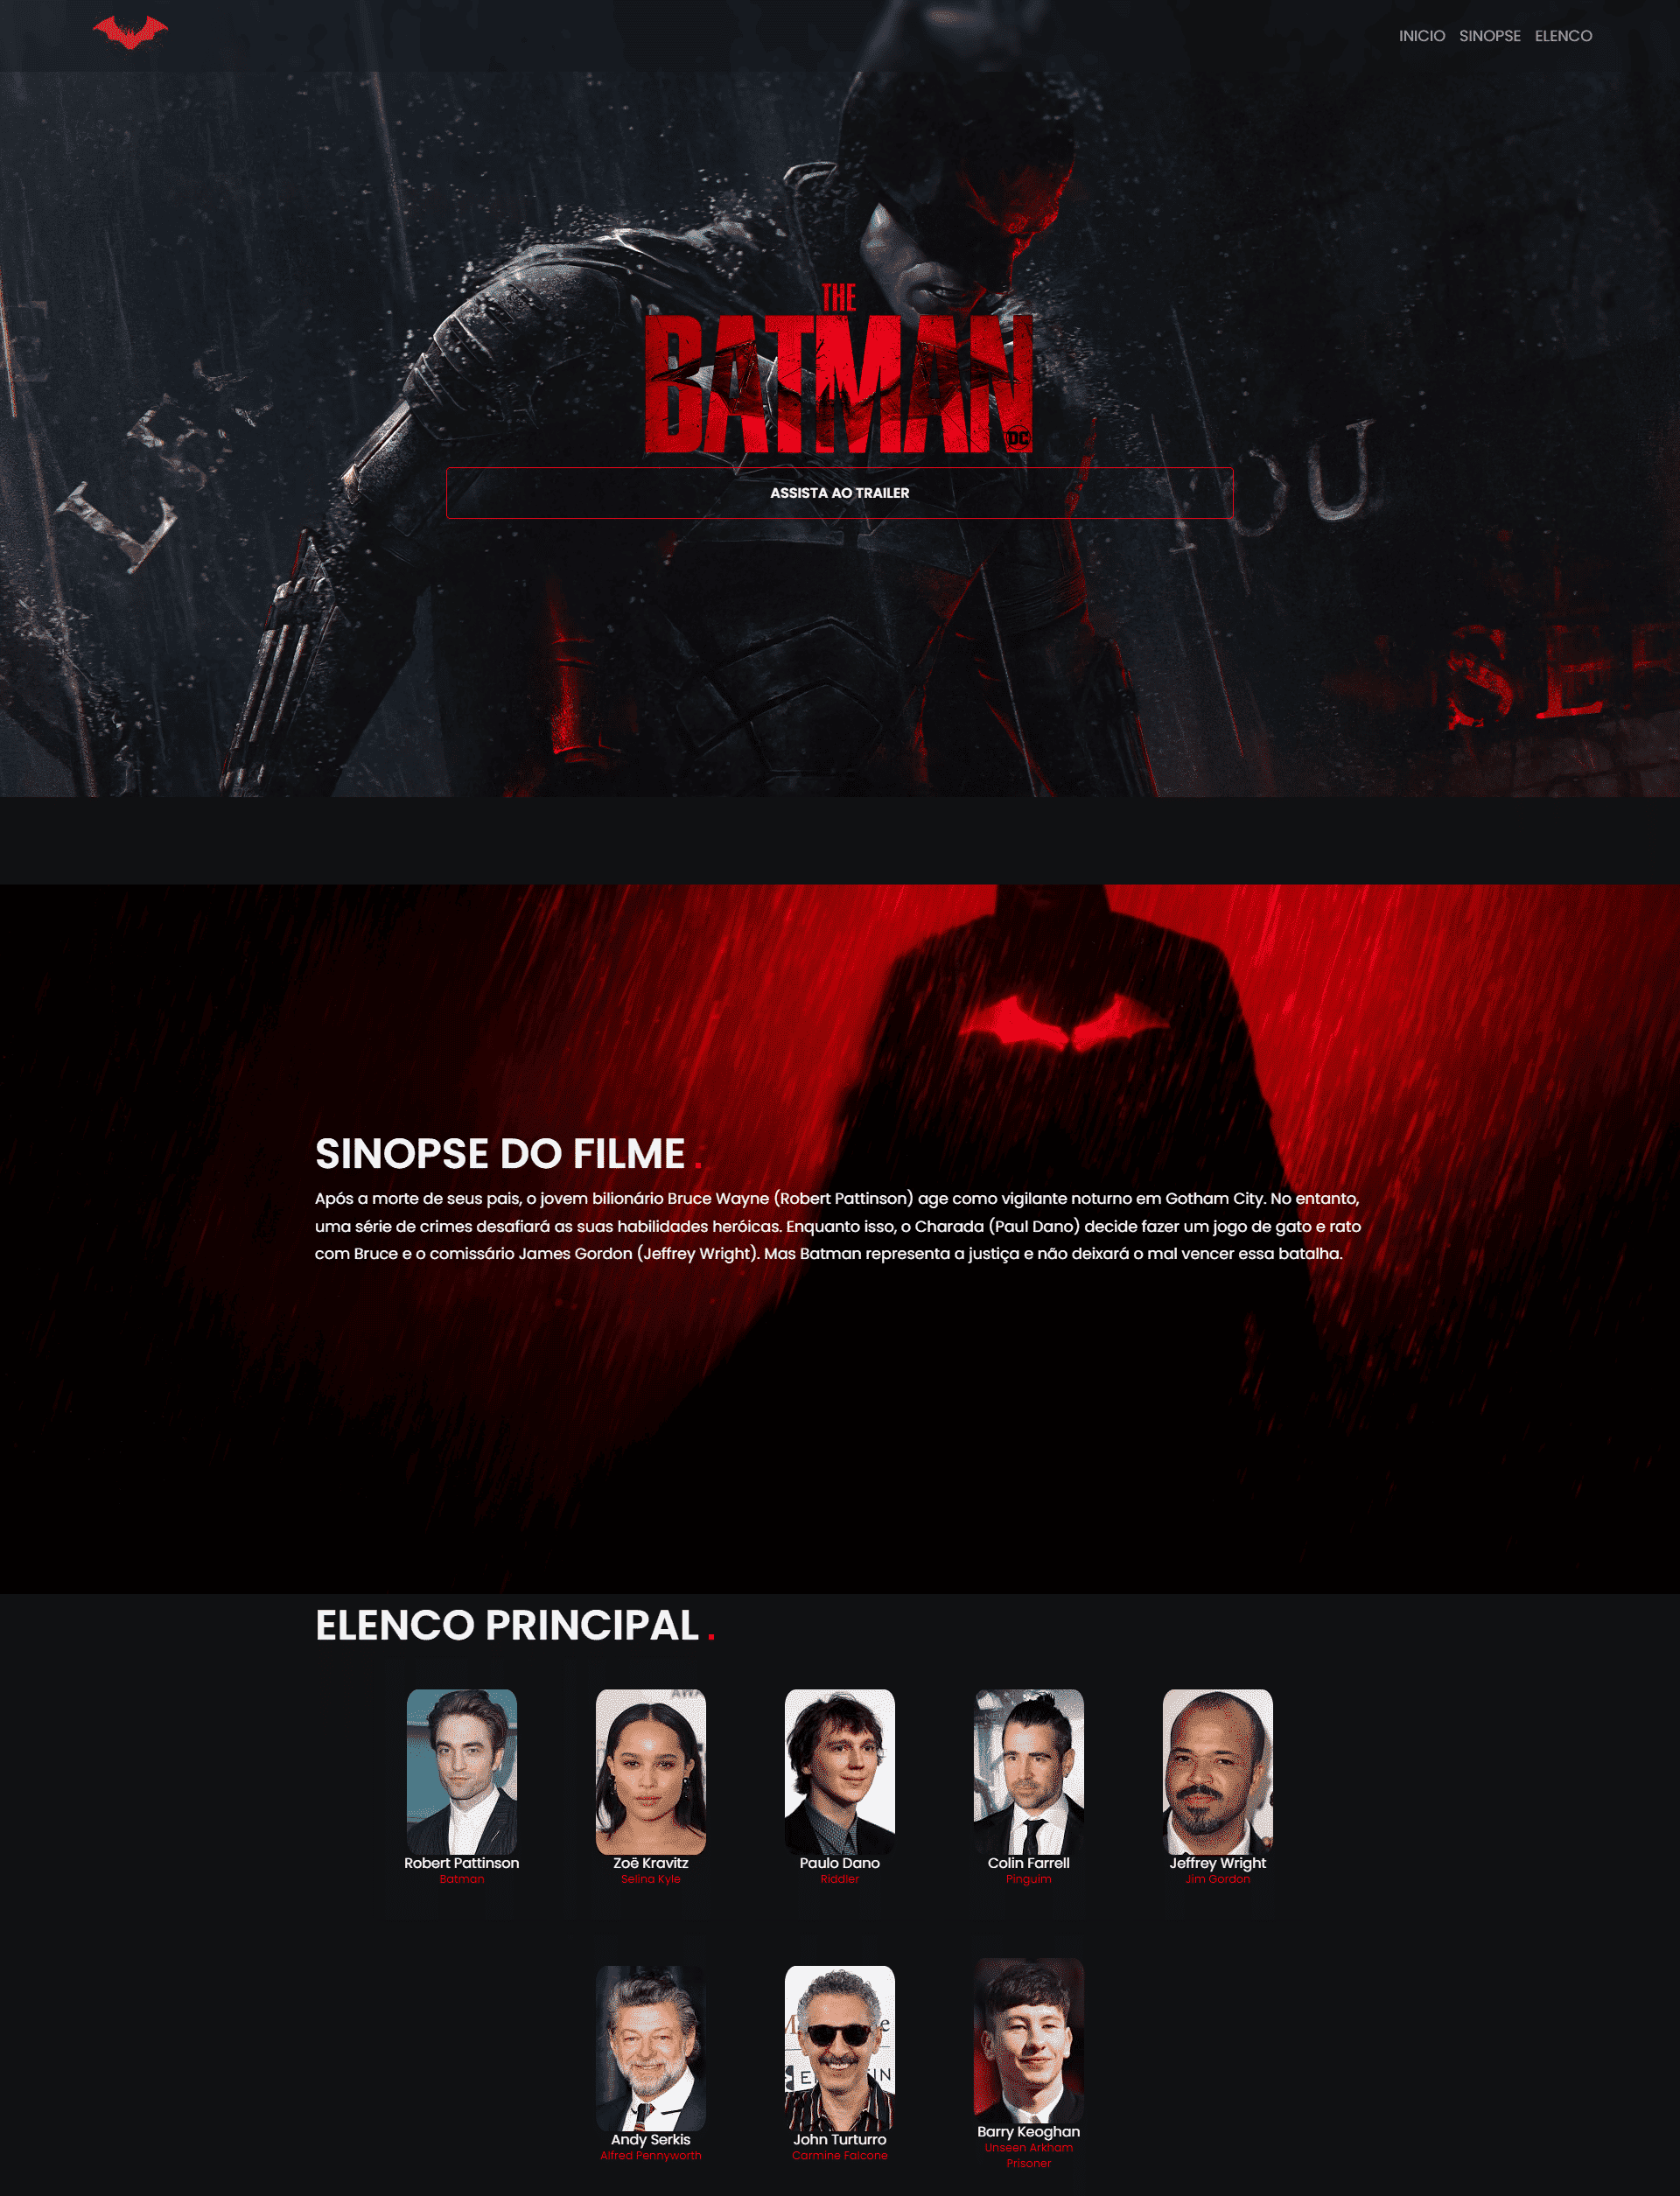 INICIO SINOPSE ELENCO
THE
BATMAN
DC
ASSISTA AO TRAILER
YOU
SEE
SINOPSE DO FILME .
Após a morte de seus pais, o jovem bilionário Bruce Wayne (Robert Pattinson) age como vigilante noturno em Gotham City. No entanto,
uma série de crimes desafiará as suas habilidades heróicas. Enquanto isso, o Charada (Paul Dano) decide fazer um jogo de gato e rato
com Bruce e o comissário James Gordon (Jeffrey Wright). Mas Batman representa a justiça e não deixará o mal vencer essa batalha.
ELENCO PRINCIPAL .
Robert Pattinson
Batman
Zoë Kravitz
Selina Kyle
Paulo Dano
Riddler
Colin Farrell
Pinguim
Jeffrey Wright
Jim Gordon
Andy Serkis
Alfred Pennyworth
John Turturro
Carmine Falcone
Barry Keoghan
Unseen Arkham
Prisoner